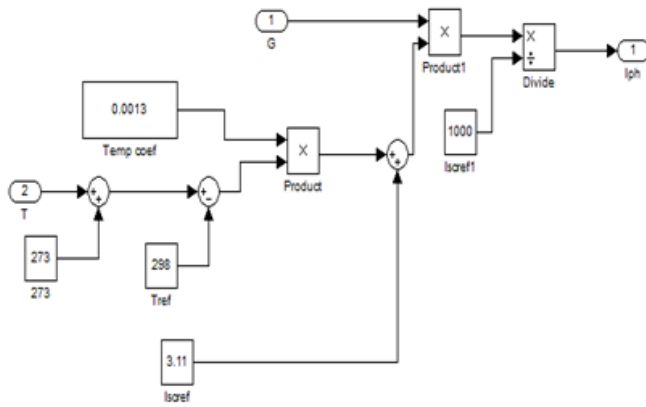 1
G
×
Product1
×
÷
Divide
1
Iph
0.0013
Temp coef
1000
Iscref1
×
Product
+
+
2
T
+
+
+
−
273
273
298
Tref
3.11
Iscref